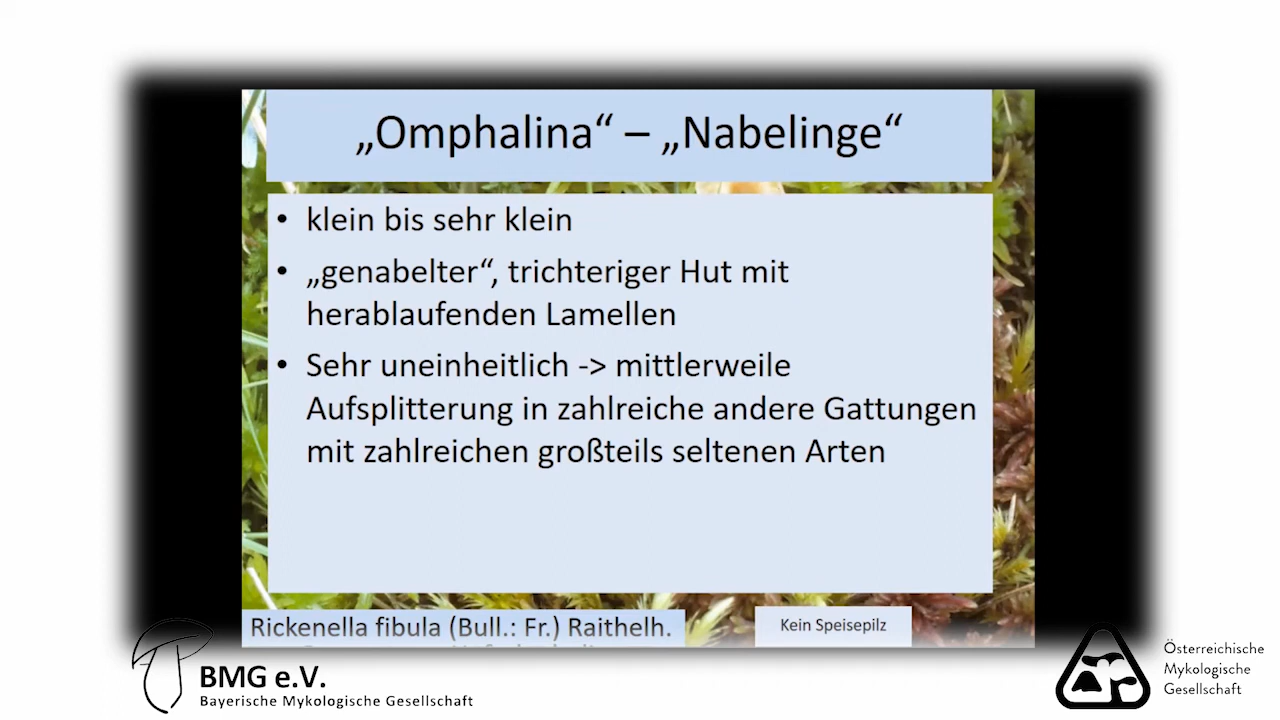 „Omphalina“ – „Nabelinge“
• klein bis sehr klein
• „genabelter“, trichteriger Hut mit
herablaufenden Lamellen
• Sehr uneinheitlich -> mittlerweile
Aufsplitterung in zahlreiche andere Gattungen
mit zahlreichen großteils seltenen Arten
Rickenella fibula (Bull.: Fr.) Raithelh.
Kein Speisepilz
BMG e.V.
Bayerische Mykologische Gesellschaft
Österreichische
Mykologische
Gesellschaft